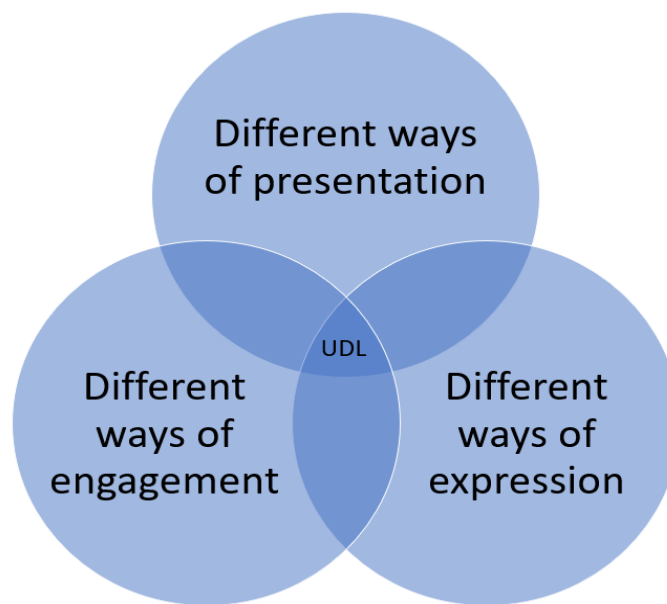 Different ways
of presentation
UDL
Different
ways of
engagement
Different
ways of
expression